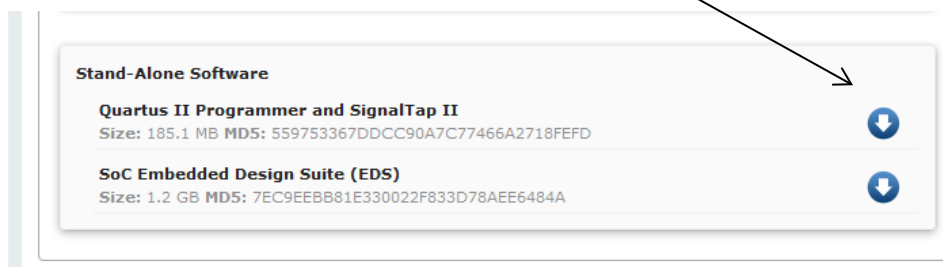 Stand-Alone Software
Quartus II Programmer and SignalTap II
Size: 185.1 MB MD5: 559753367DDCC90A7C77466A2718FEFD
SoC Embedded Design Suite (EDS)
Size: 1.2 GB MD5: 7EC9EEBB81E330022F833D78AEE6484A